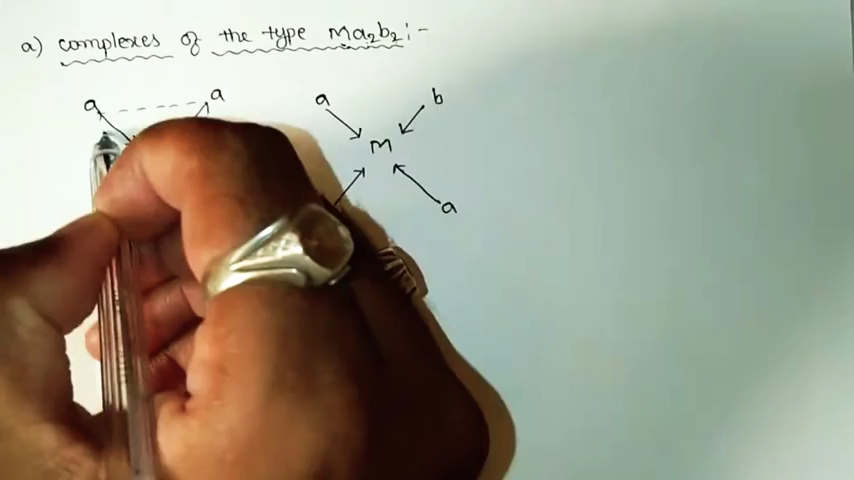 a) complexes of the type Ma₂b₂ :-
a a a b
M
a